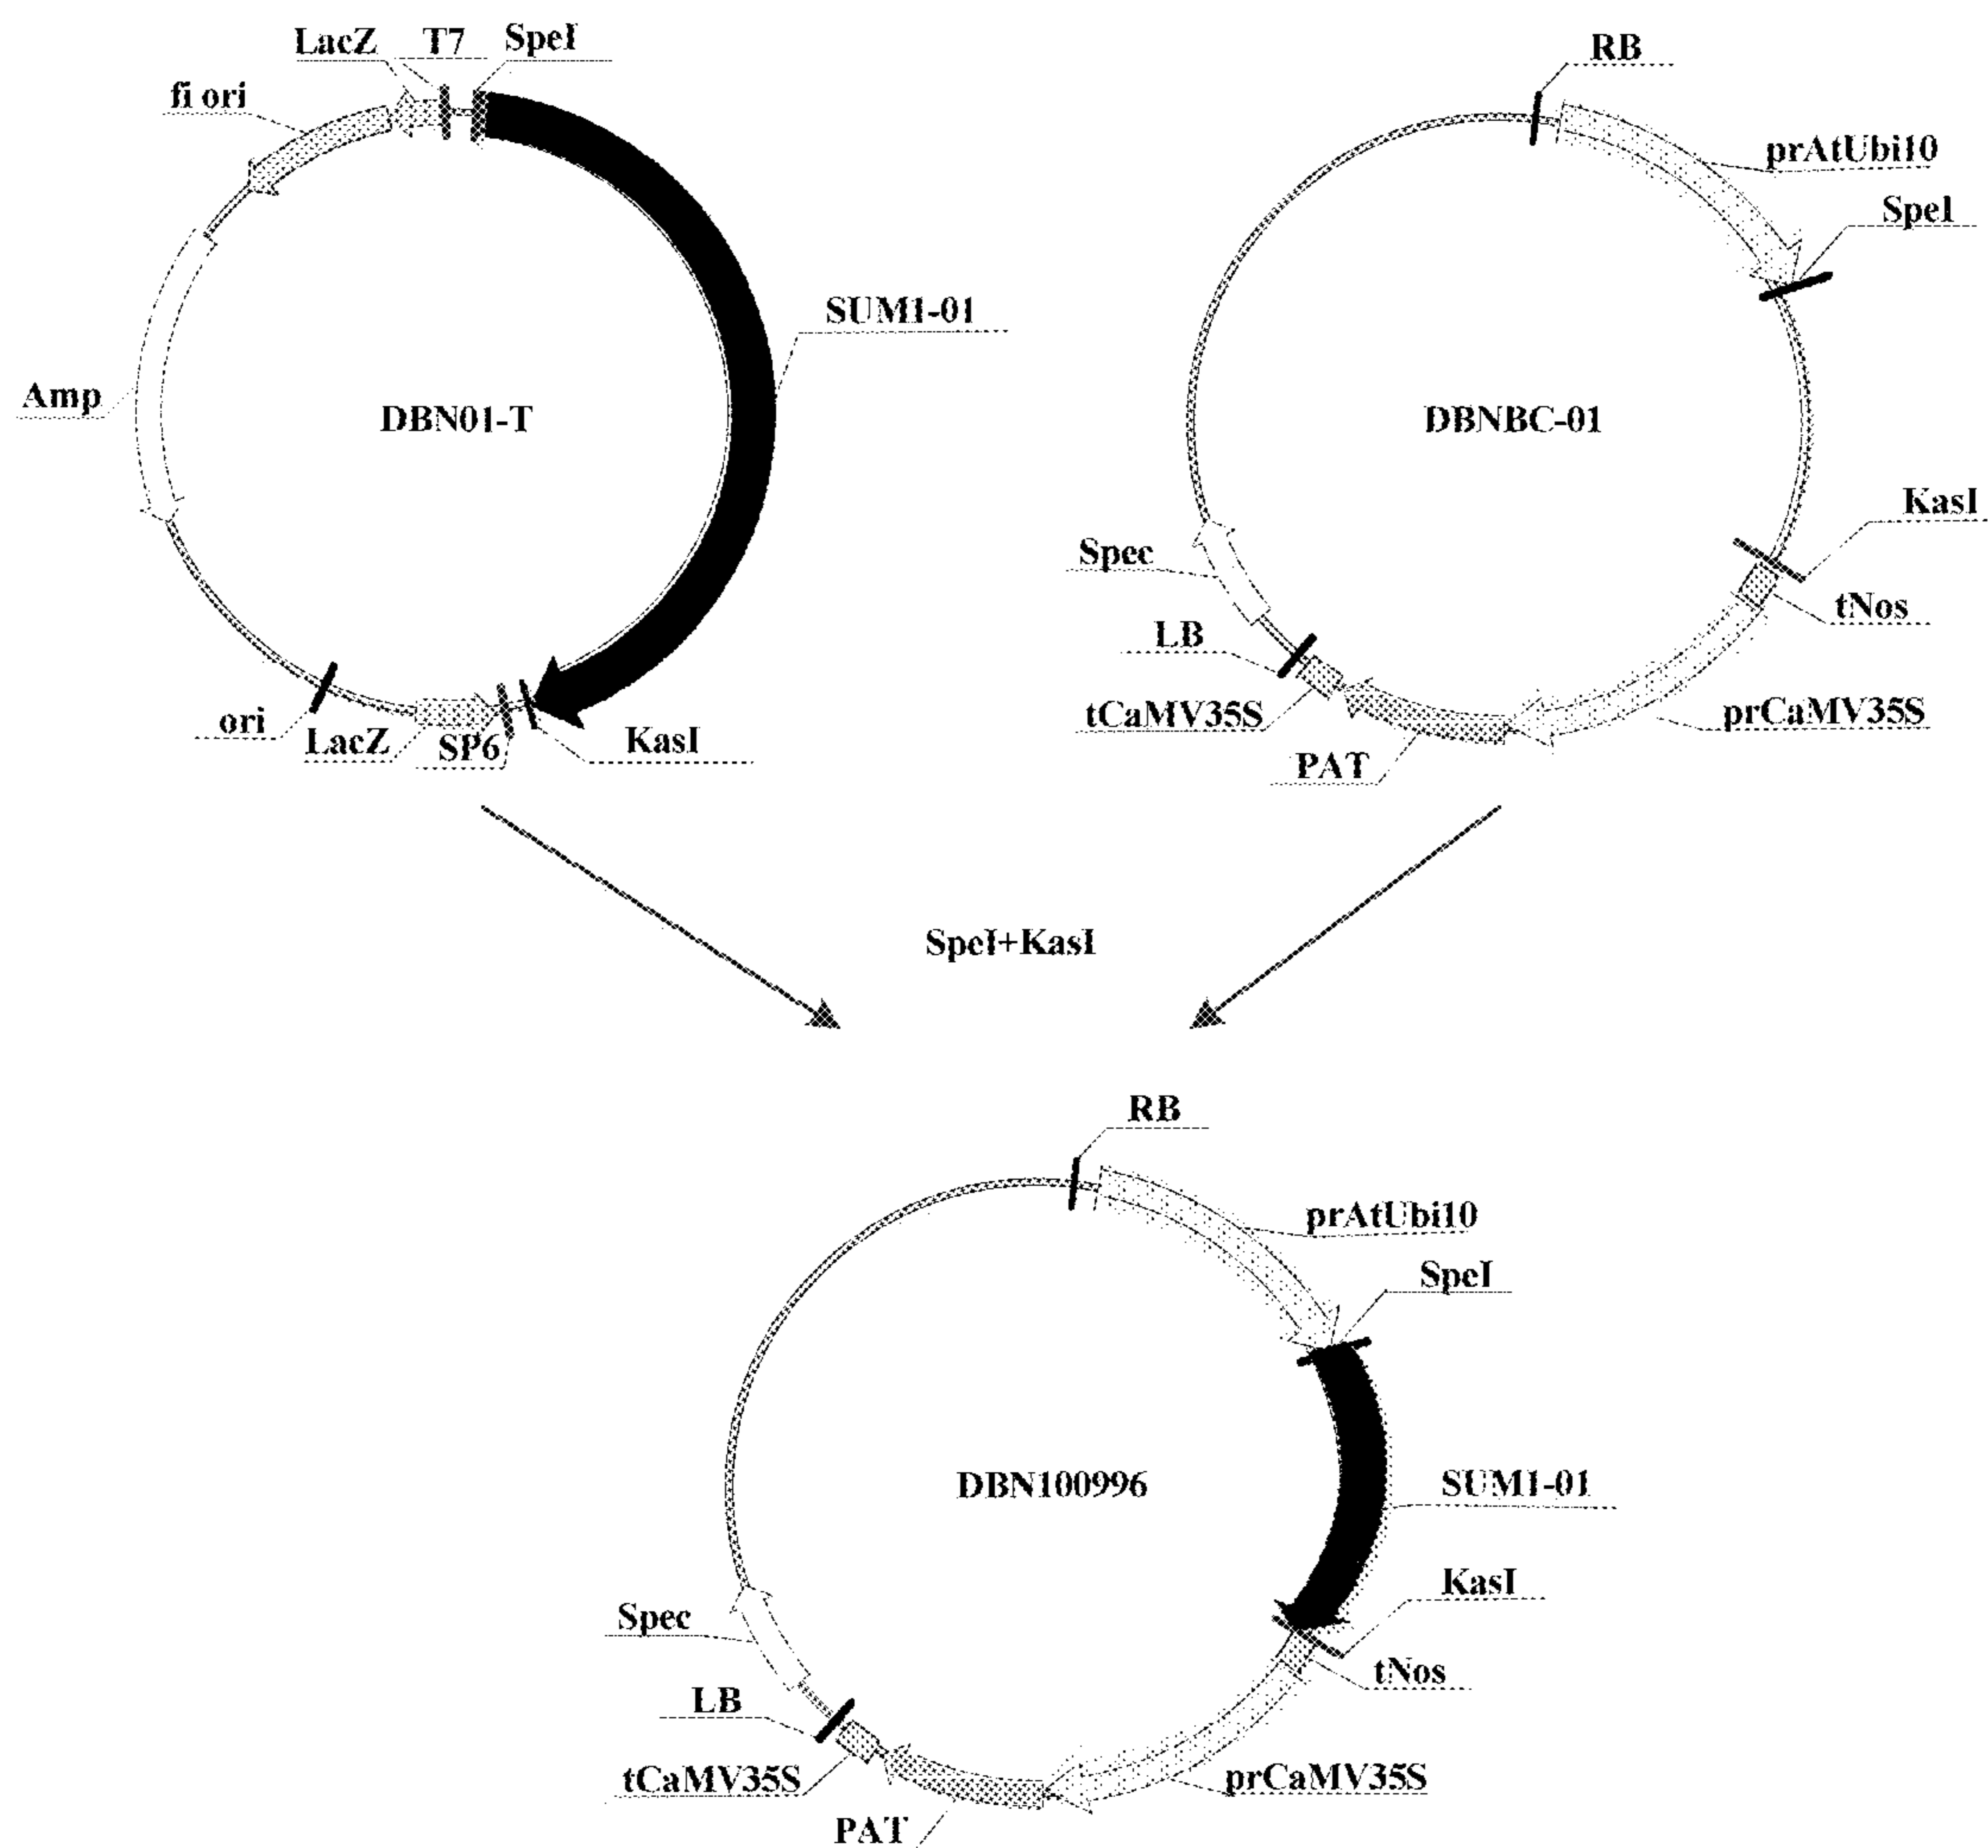 LacZ
T7
SpeI
fi ori
SUM1-01
Amp
DBN01-T
ori
LacZ
SP6
KasI
RB
prAtUbi10
SpeI
DBNBC-01
KasI
Spec
tNos
LB
tCaMV35S
prCaMV35S
PAT
SpeI+KasI
RB
prAtUbi10
SpeI
DBN100996
SUM1-01
KasI
Spec
tNos
LB
tCaMV35S
prCaMV35S
PAT